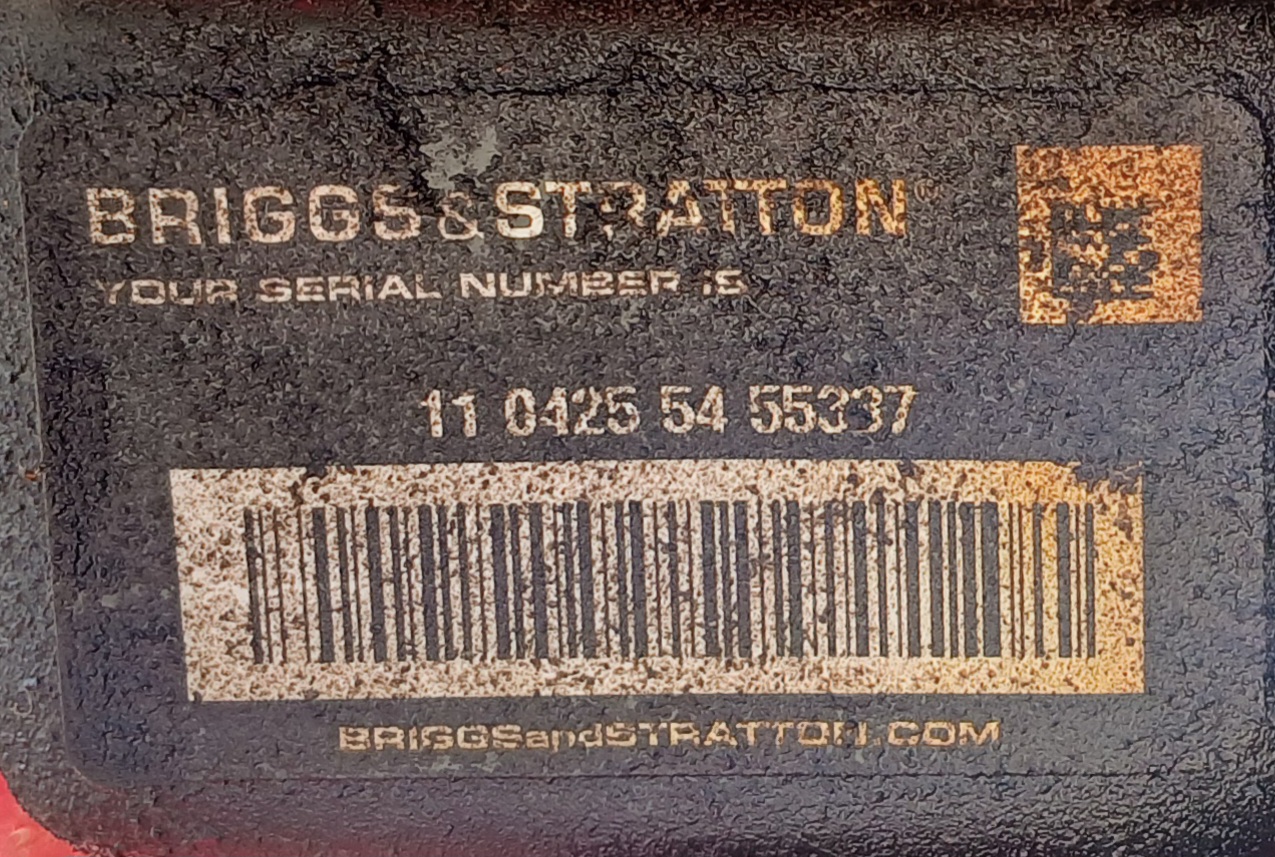 BRIGGS&STRATTON®
YOUR SERIAL NUMBER IS
11 0425 54 55337
BRIGGSandSTRATTON.COM